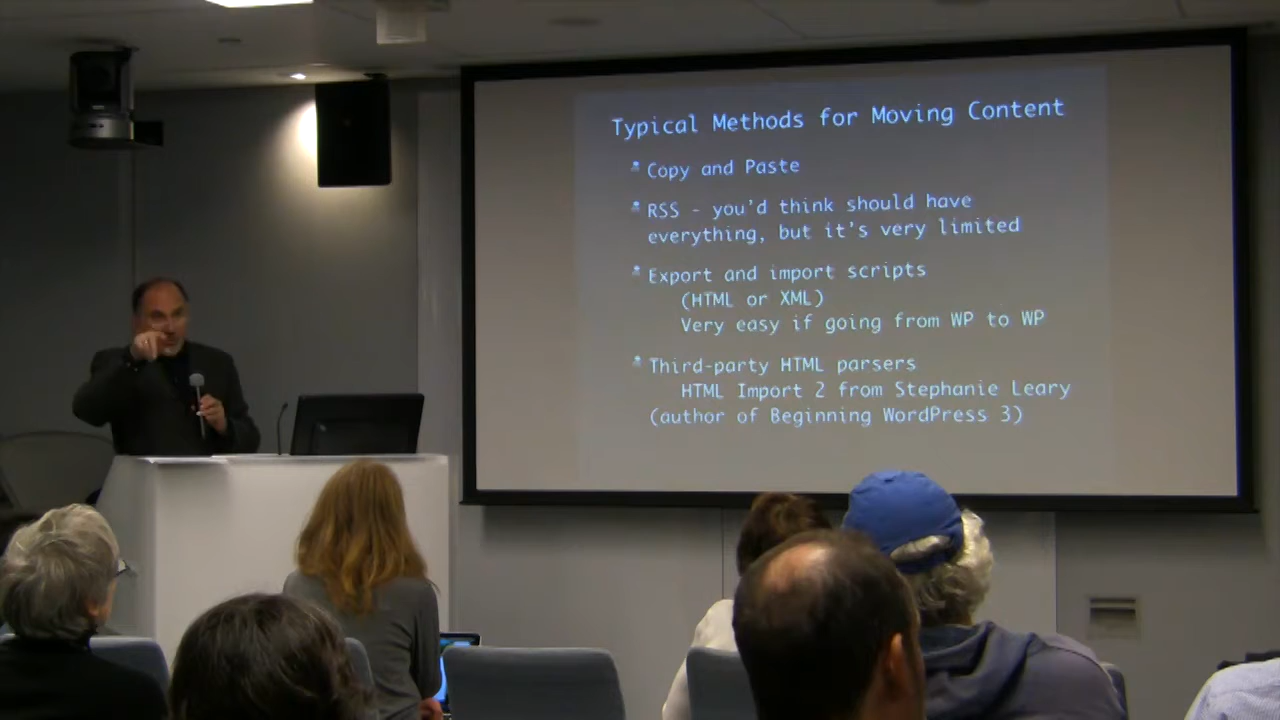 Typical Methods for Moving Content
* Copy and Paste
* RSS - you'd think should have
everything, but it's very limited
* Export and import scripts
(HTML or XML)
Very easy if going from WP to WP
* Third-party HTML parsers
HTML Import 2 from Stephanie Leary
(author of Beginning WordPress 3)